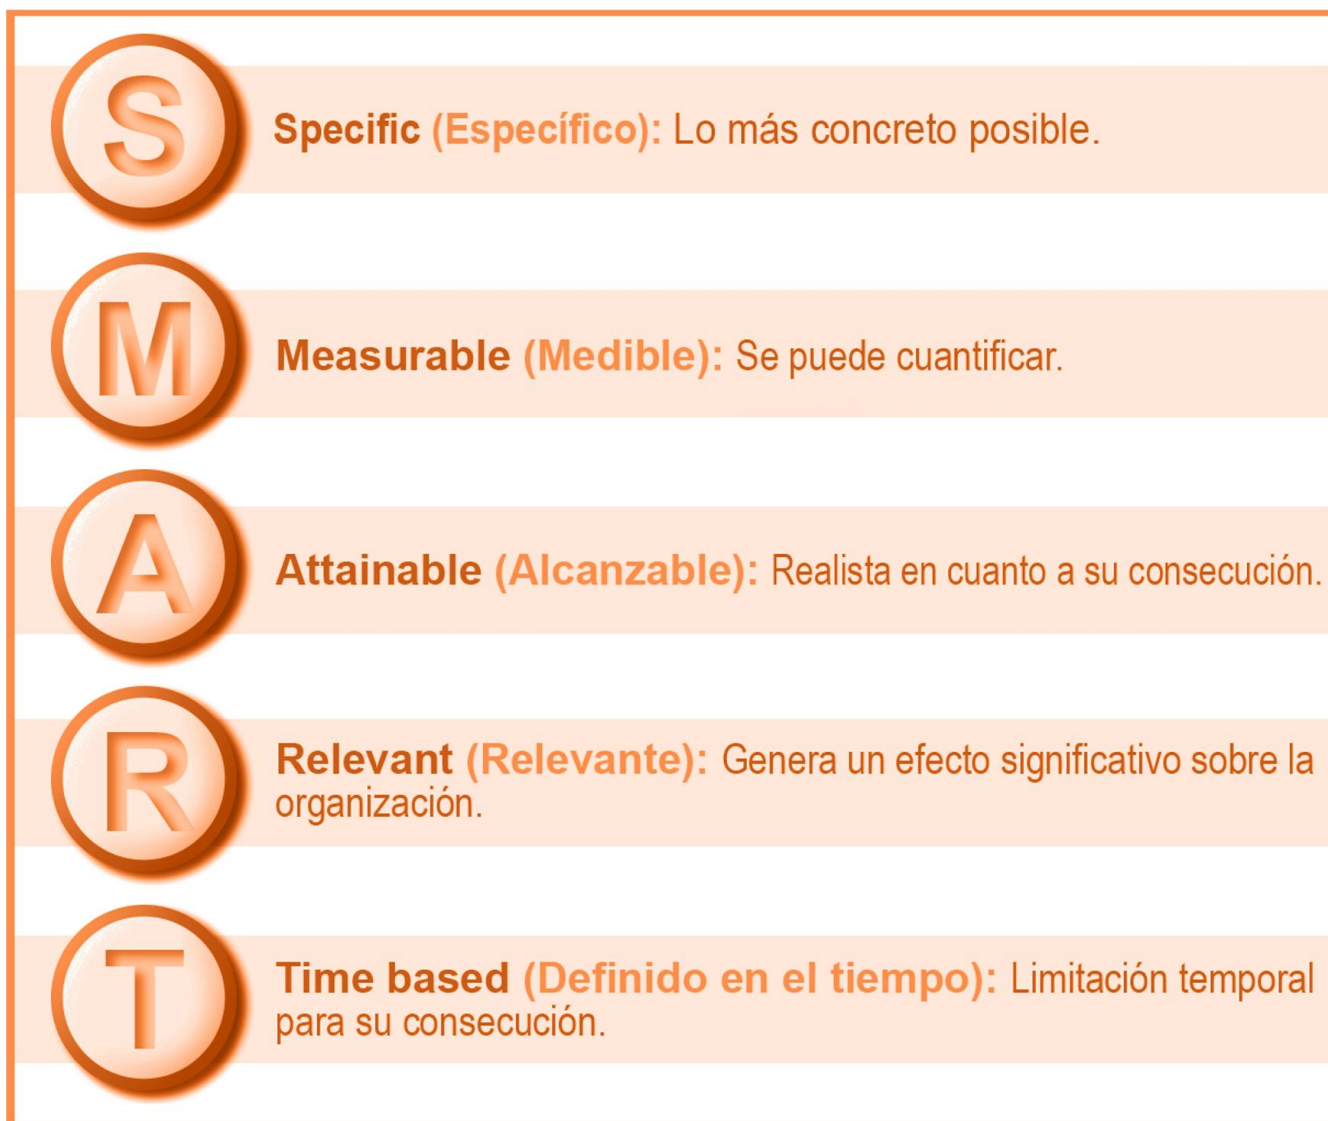 S
Specific (Específico): Lo más concreto posible.
M
Measurable (Medible): Se puede cuantificar.
A
Attainable (Alcanzable): Realista en cuanto a su consecución.
R
Relevant (Relevante): Genera un efecto significativo sobre la
organización.
T
Time based (Definido en el tiempo): Limitación temporal
para su consecución.